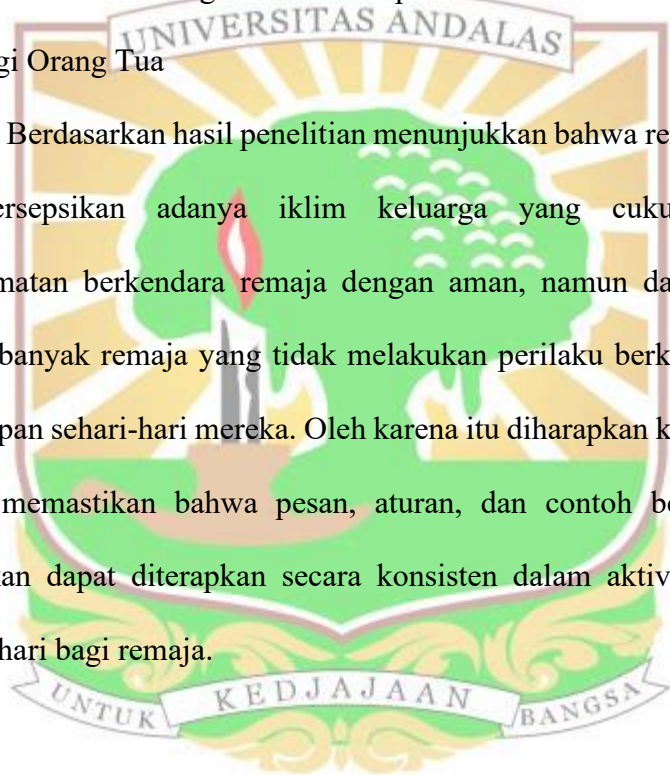 UNIVERSITAS ANDALAS
gi Orang Tua
Berdasarkan hasil penelitian menunjukkan bahwa re
ersepsikan adanya iklim keluarga yang cuku
matan berkendara remaja dengan aman, namun da
banyak remaja yang tidak melakukan perilaku berk
pan sehari-hari mereka. Oleh karena itu diharapkan k
memastikan bahwa pesan, aturan, dan contoh be
kan dapat diterapkan secara konsisten dalam aktiv
hari bagi remaja.
UNTUK KEDJAJAAN BANGSA